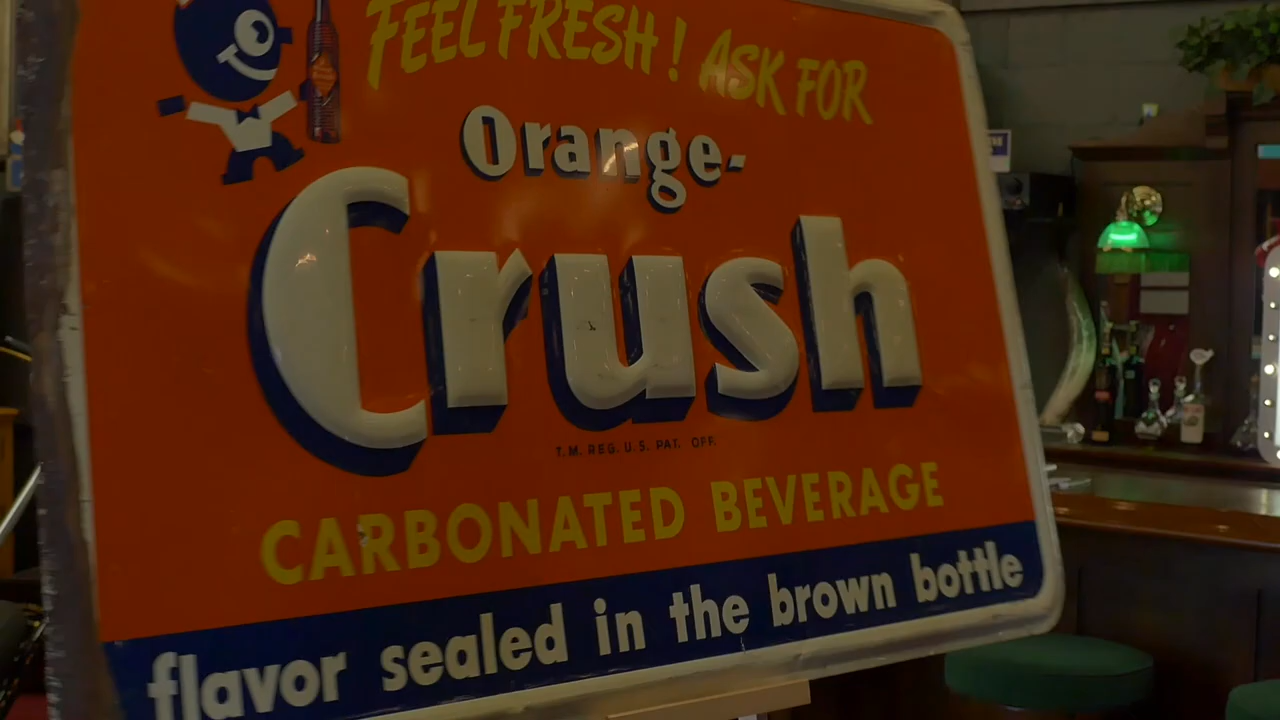 FEEL FRESH! ASK FOR
Orange-
Crush
T.M. REG. U.S. PAT. OFF.
CARBONATED BEVERAGE
flavor sealed in the brown bottle